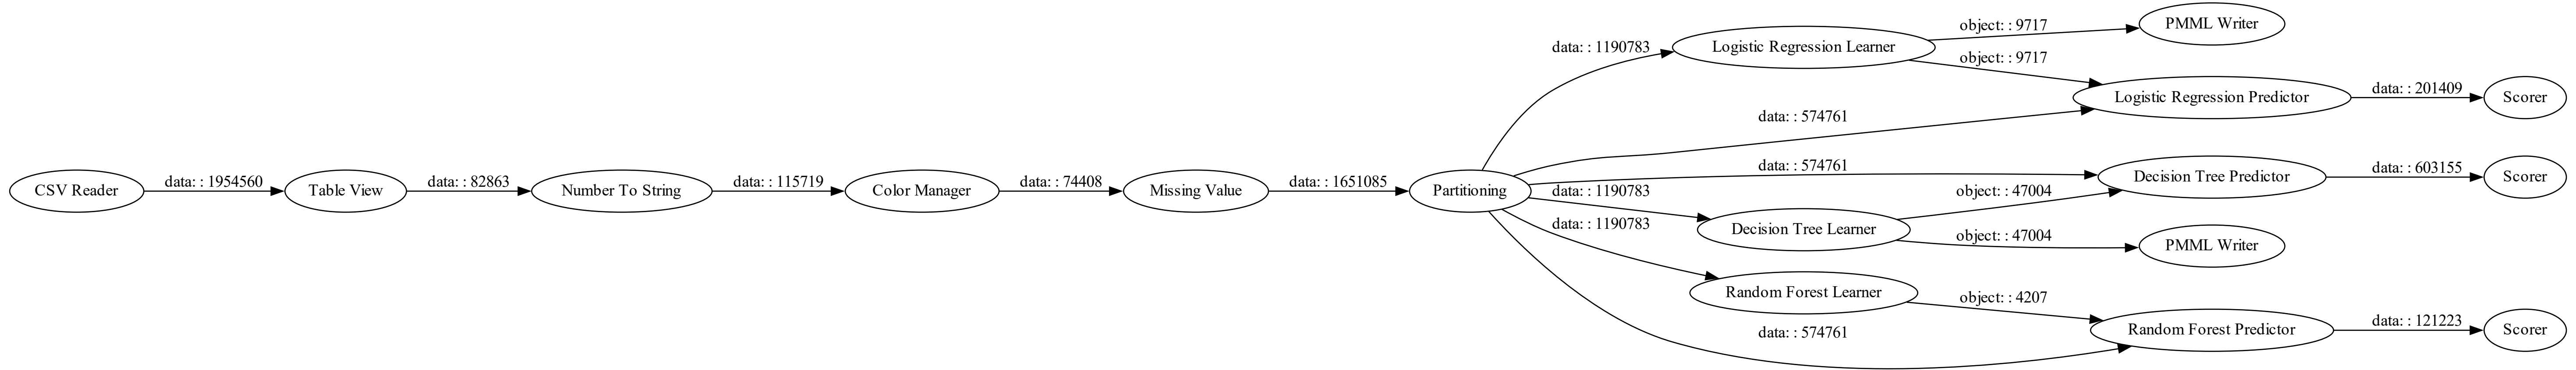 CSV Reader
data: : 1954560
Table View
data: : 82863
Number To String
data: : 115719
Color Manager
data: : 74408
Missing Value
data: : 1651085
Partitioning
data: : 1190783
Logistic Regression Learner
object: : 9717
PMML Writer
object: : 9717
data: : 574761
Logistic Regression Predictor
data: : 201409
Scorer
data: : 574761
Decision Tree Predictor
data: : 603155
Scorer
data: : 1190783
Decision Tree Learner
object: : 47004
object: : 47004
PMML Writer
data: : 1190783
Random Forest Learner
object: : 4207
data: : 574761
Random Forest Predictor
data: : 121223
Scorer